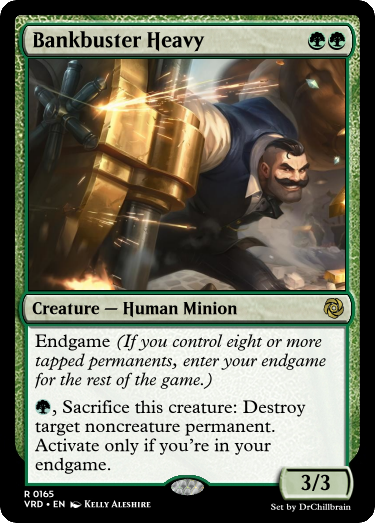 Bankbuster Heavy
Creature — Human Minion
Endgame (If you control eight or more
tapped permanents, enter your endgame
for the rest of the game.)
, Sacrifice this creature: Destroy
target noncreature permanent.
Activate only if you're in your
endgame.
3/3
R 0165
VRD • EN Kelly Aleshire
Set by DrChillbrain